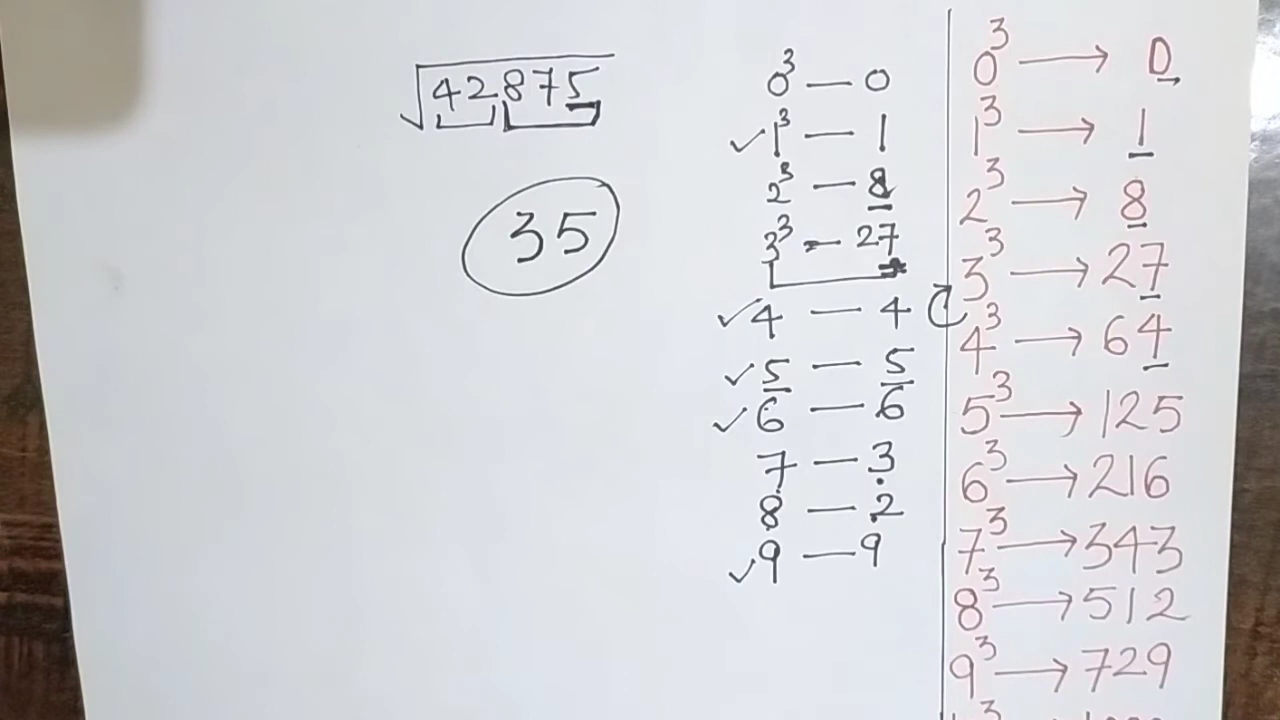 √42875
35
0³ — 0
✓1³ — 1
2³ — 8
3³ — 27
✓4 — 4
✓5 — 5
✓6 — 6
7 — 3
8 — 2
✓9 — 9
0³ → 0
1³ → 1
2³ → 8
3³ → 27
4³ → 64
5³ → 125
6³ → 216
7³ → 343
8³ → 512
9³ → 729